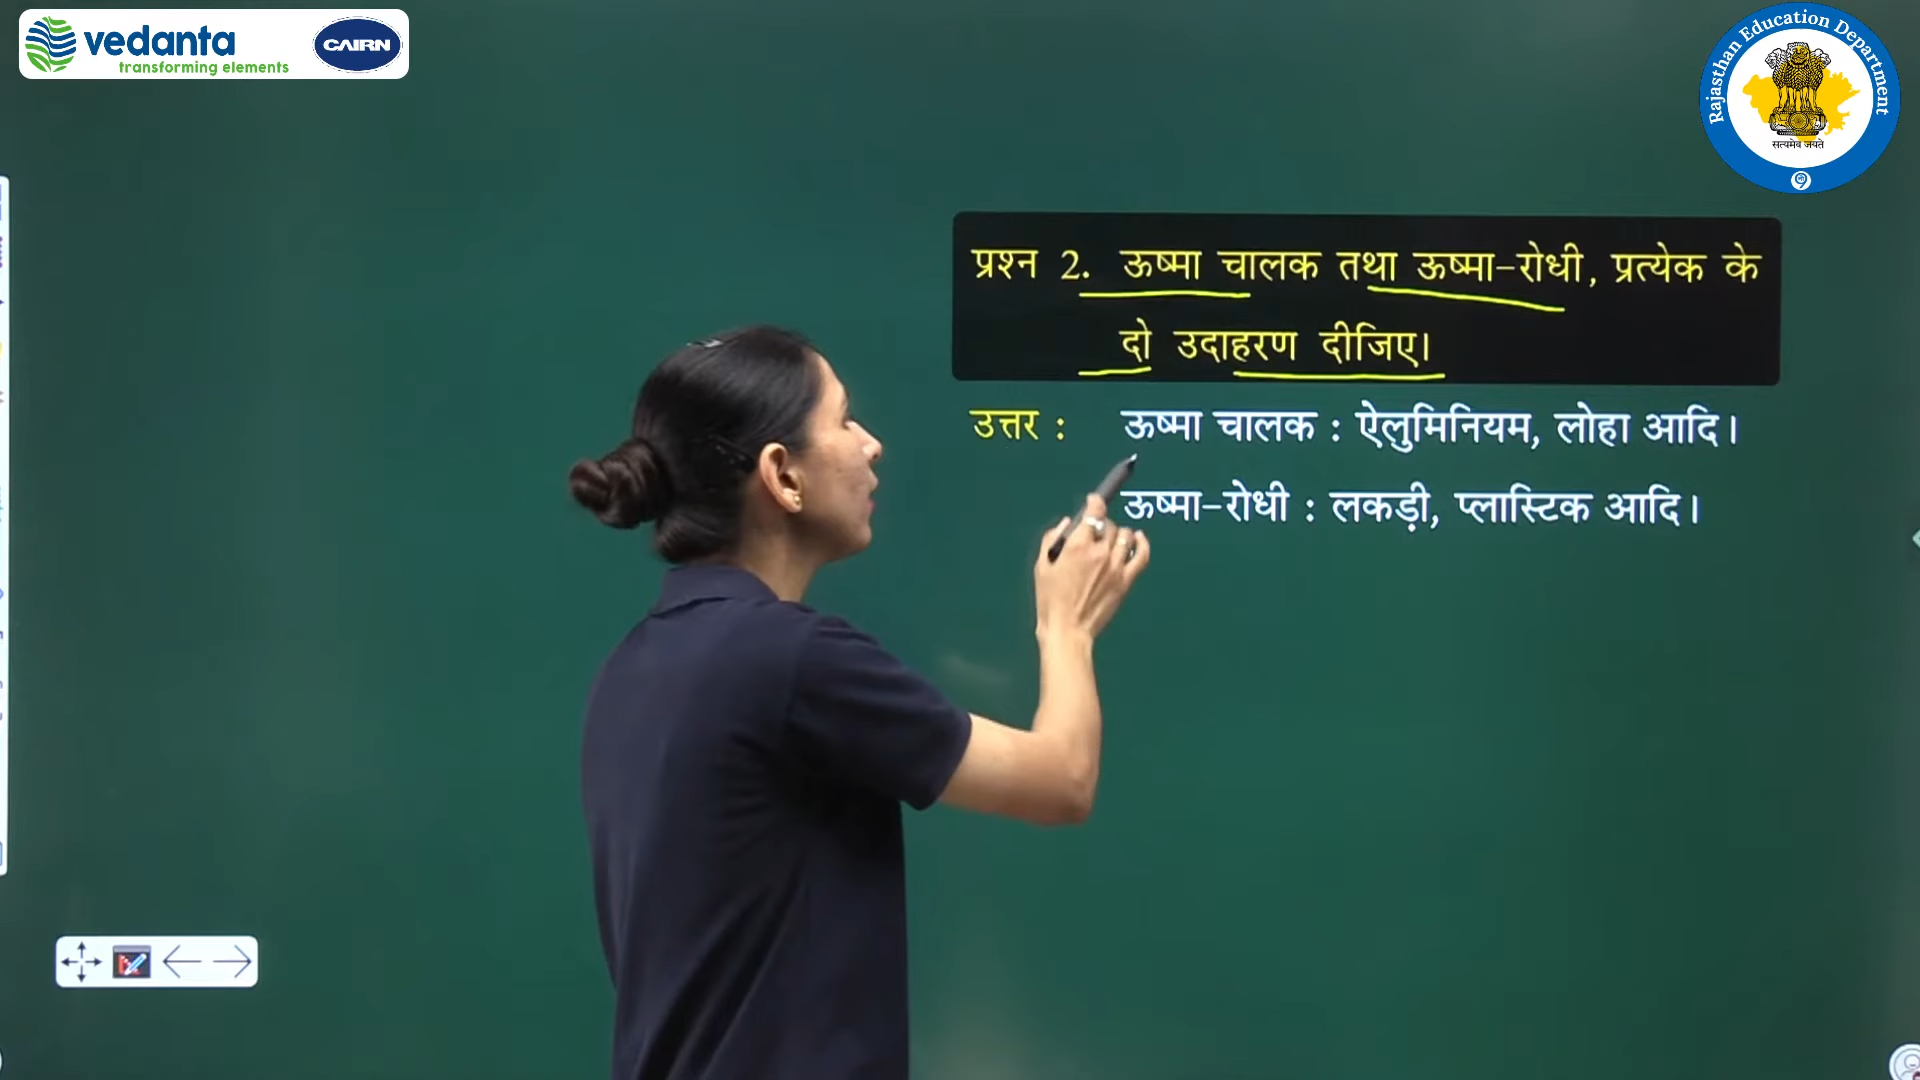 vedanta
transforming elements
CAIRN
Rajasthan Education Department
सत्यमेव जयते
प्रश्न 2. ऊष्मा चालक तथा ऊष्मा-रोधी, प्रत्येक के
दो उदाहरण दीजिए।
उत्तर : ऊष्मा चालक : ऐलुमिनियम, लोहा आदि।
ऊष्मा-रोधी : लकड़ी, प्लास्टिक आदि।